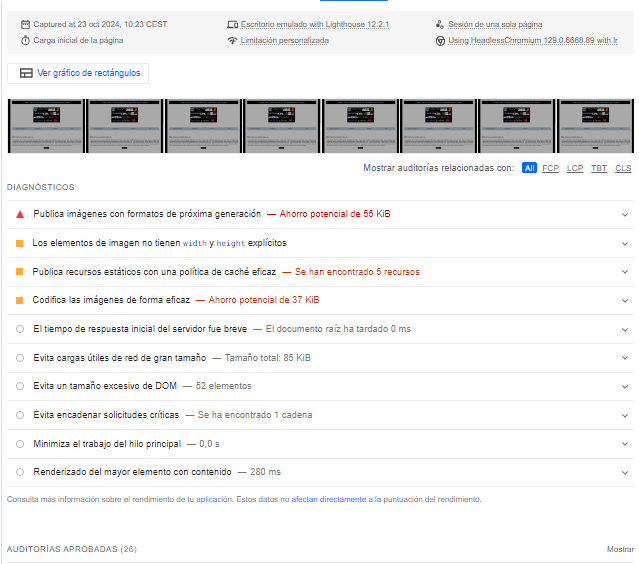 Captured at 23 oct 2024, 10:23 CEST
Escritorio emulado with Lighthouse 12.2.1
Sesión de una sola página
Carga inicial de la página
Limitación personalizada
Using HeadlessChromium 129.0.6668.89 with lr
Ver gráfico de rectángulos
Mostrar auditorías relacionadas con: All FCP LCP TBT CLS
DIAGNÓSTICOS
Publica imágenes con formatos de próxima generación — Ahorro potencial de 55 KiB
Los elementos de imagen no tienen width y height explícitos
Publica recursos estáticos con una política de caché eficaz — Se han encontrado 5 recursos
Codifica las imágenes de forma eficaz — Ahorro potencial de 37 KiB
El tiempo de respuesta inicial del servidor fue breve — El documento raíz ha tardado 0 ms
Evita cargas útiles de red de gran tamaño — Tamaño total: 85 KiB
Evita un tamaño excesivo de DOM — 52 elementos
Evita encadenar solicitudes críticas — Se ha encontrado 1 cadena
Minimiza el trabajo del hilo principal — 0,0 s
Renderizado del mayor elemento con contenido — 280 ms
Consulta más información sobre el rendimiento de tu aplicación. Estos datos no afectan directamente a la puntuación del rendimiento.
AUDITORÍAS APROBADAS (26)
Mostrar